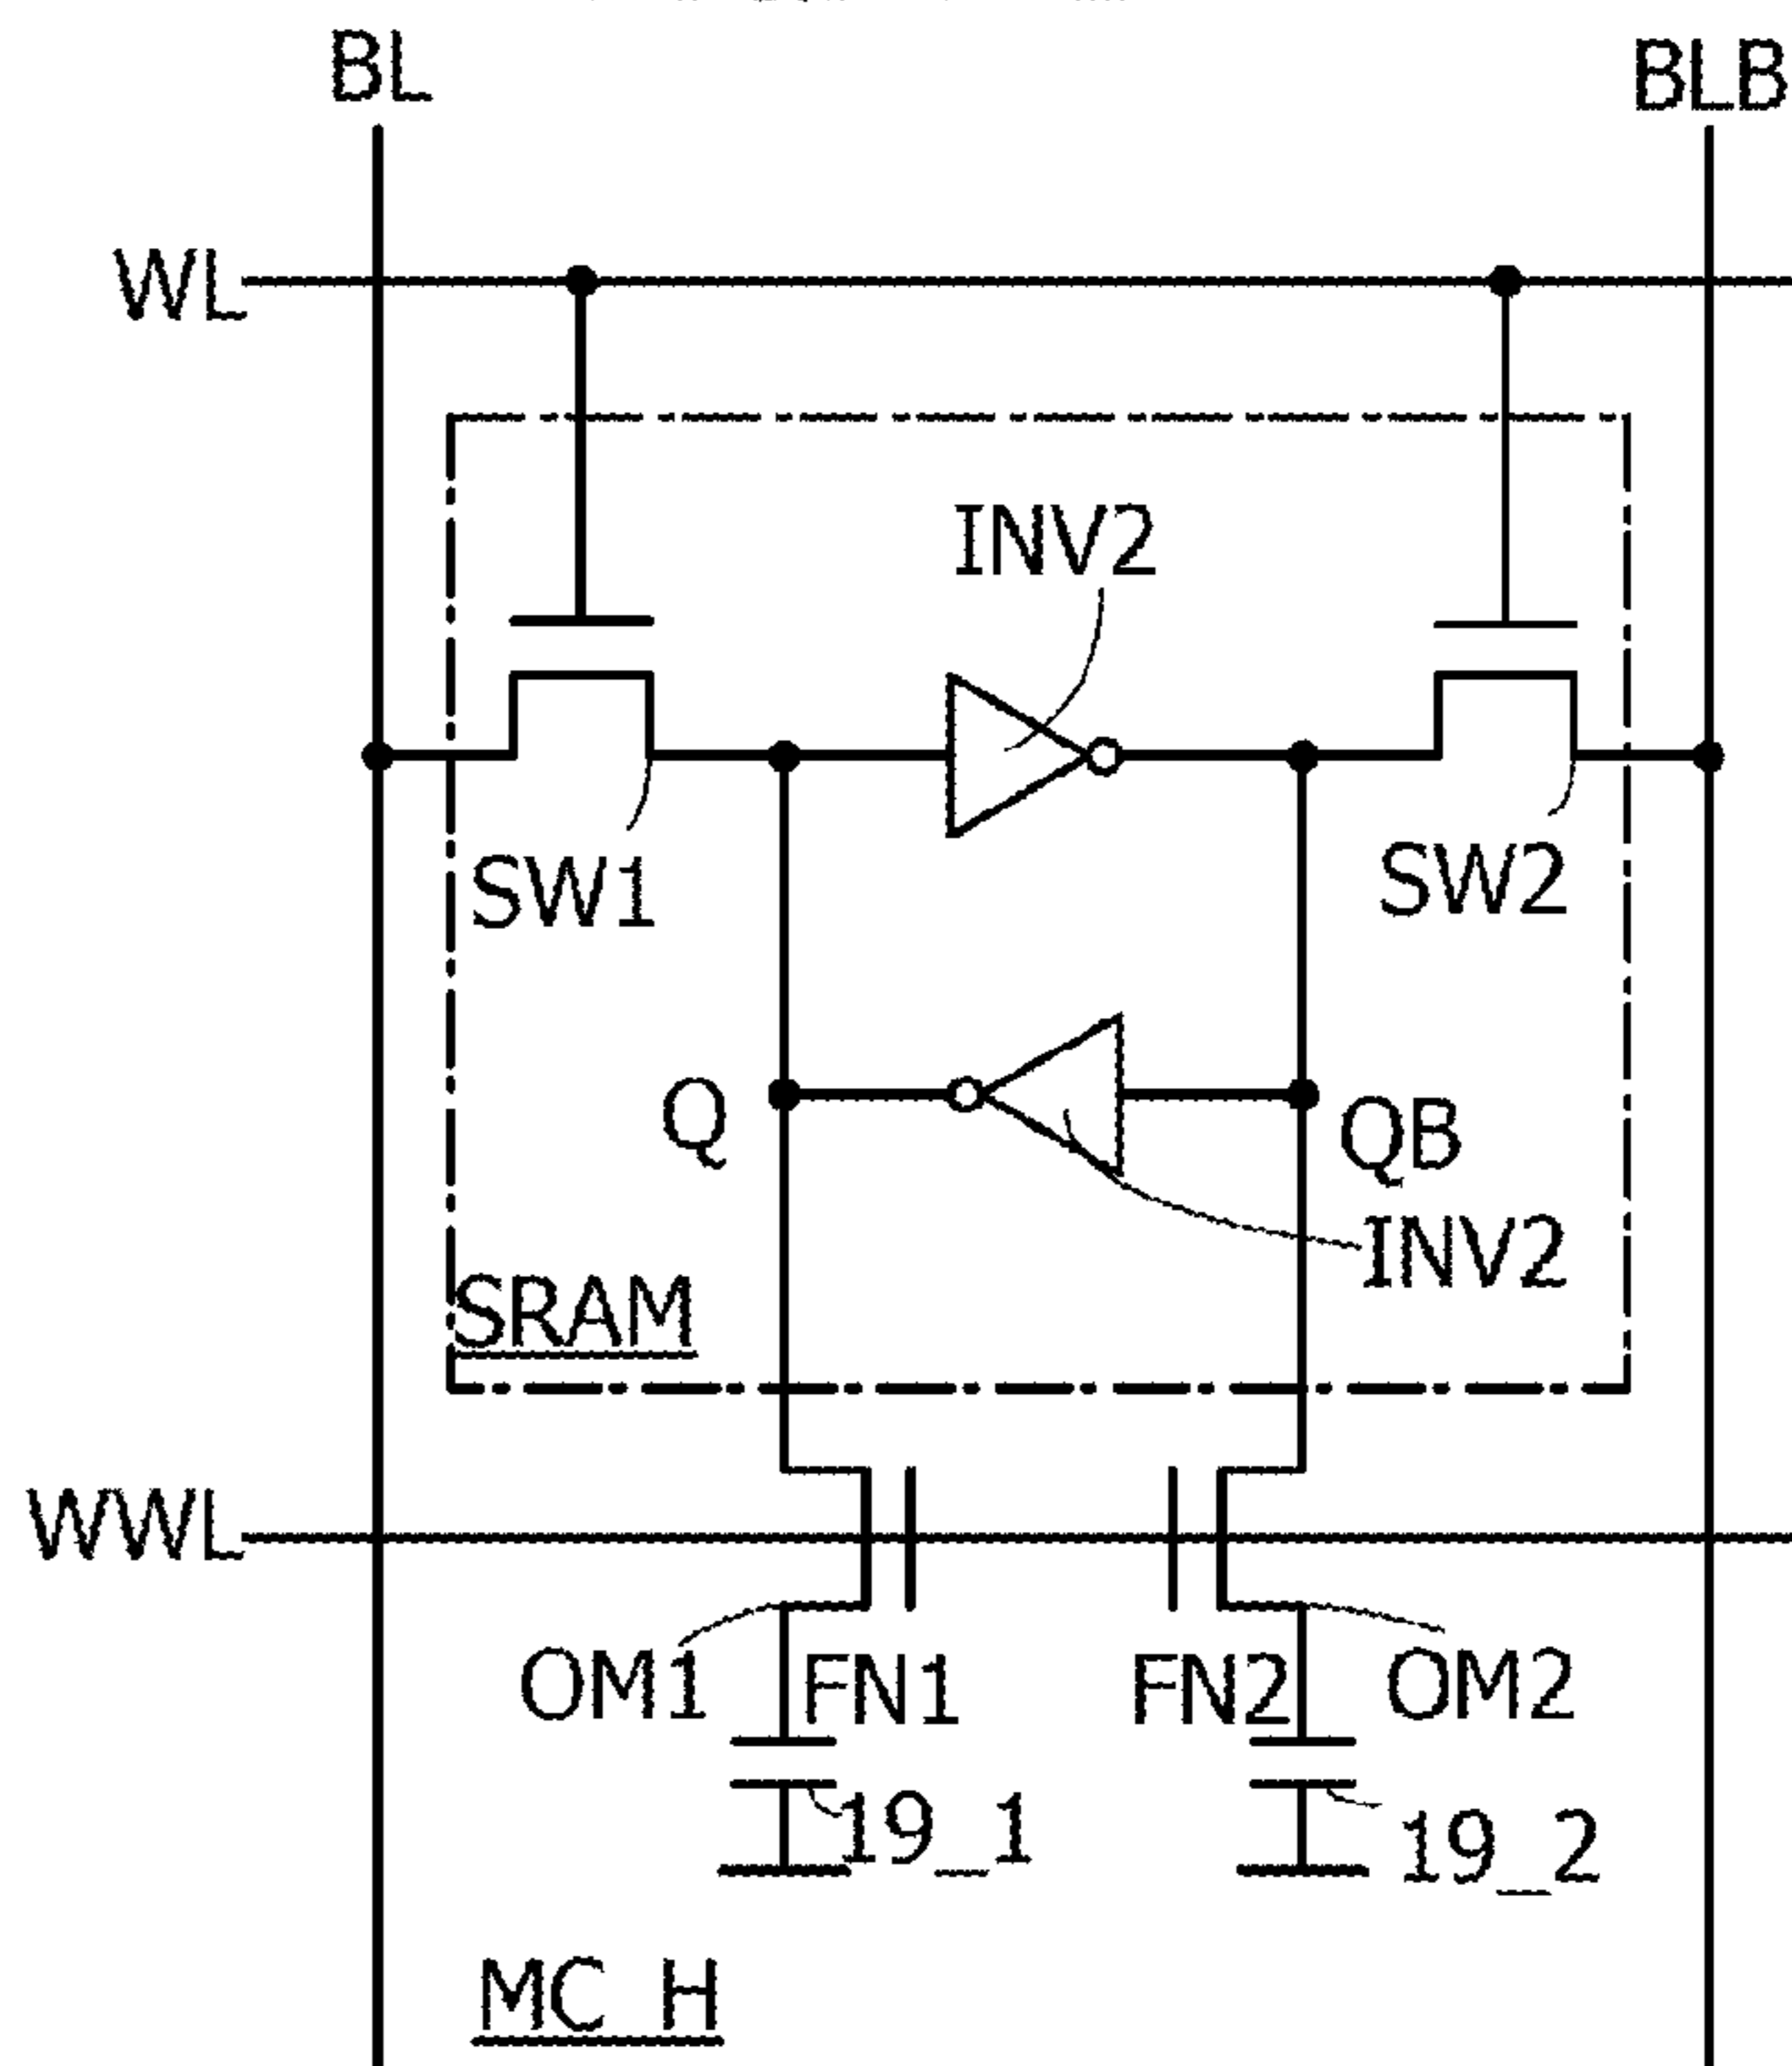 BL
BLB
WL
INV2
SW1
SW2
Q
QB
INV2
SRAM
WWL
OM1
FN1
FN2
OM2
19_1
19_2
MC_H